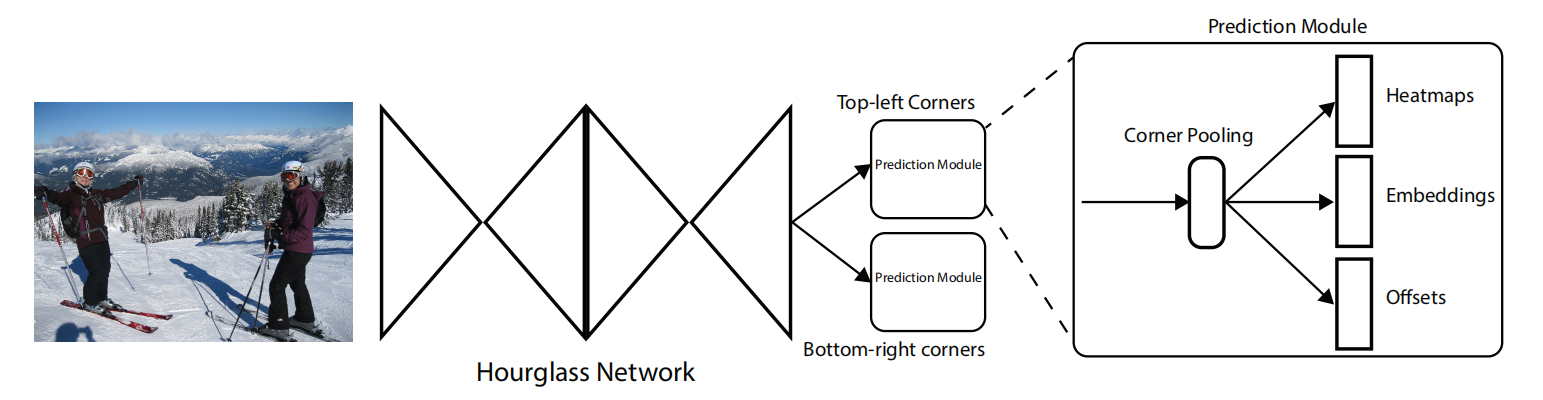 Prediction Module
Top-left Corners
Heatmaps
Corner Pooling
Prediction Module
Embeddings
Prediction Module
Offsets
Bottom-right corners
Hourglass Network